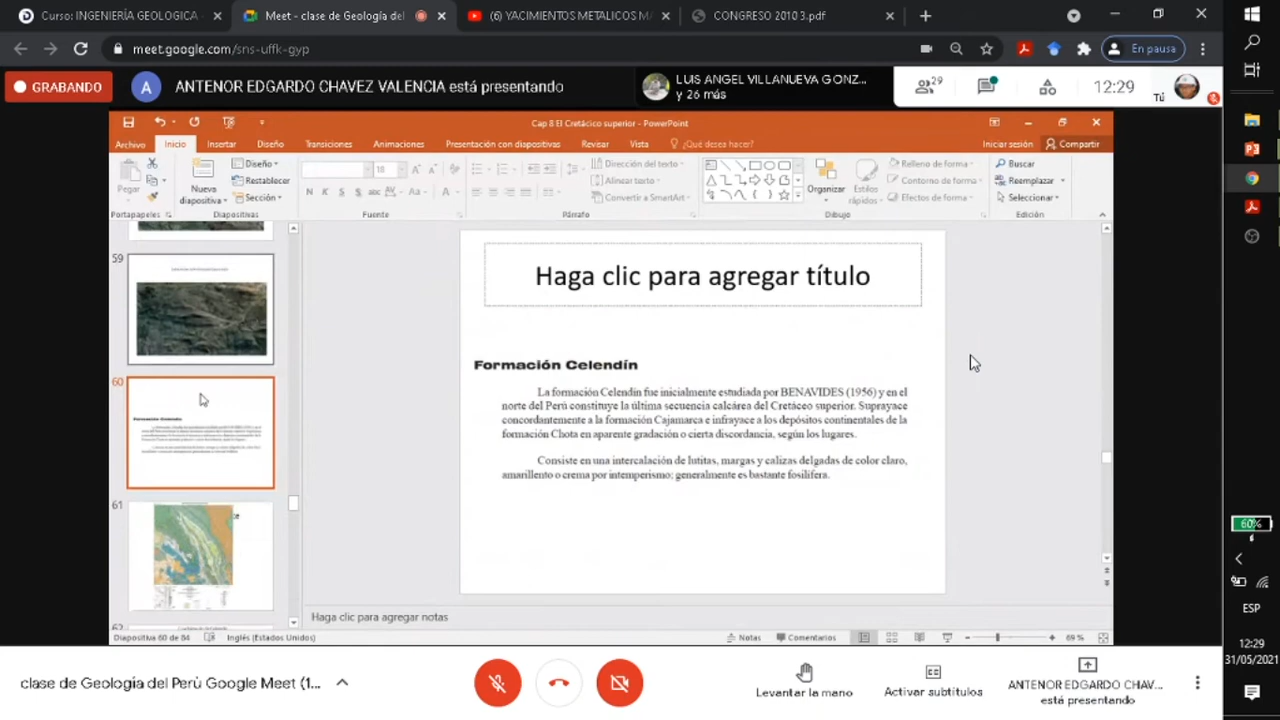 Curso: INGENIERÍA GEOLOGICA
Meet - clase de Geología del
(6) YACIMIENTOS METALICOS M
CONGRESO 2010 3.pdf
meet.google.com/sns-uffk-gyp
En pausa
GRABANDO
A
ANTENOR EDGARDO CHAVEZ VALENCIA está presentando
LUIS ANGEL VILLANUEVA GONZ...
y 26 más
29
12:29
Tú
Cap 8 El Cretácico superior - PowerPoint
Archivo
Inicio
Insertar
Diseño
Transiciones
Animaciones
Presentación con diapositivas
Revisar
Vista
¿Qué desea hacer?
Iniciar sesión
Compartir
Pegar
Nueva
diapositiva
Diseño
Restablecer
Sección
18
N
K
S
abc
Aa
A
Dirección del texto
Alinear texto
Convertir a SmartArt
Organizar
Estilos
rápidos
Relleno de forma
Contorno de forma
Efectos de forma
Buscar
Reemplazar
Seleccionar
Portapapeles
Diapositivas
Fuente
Párrafo
Dibujo
Edición
59
60
Formación Celendín
61
62
Haga clic para agregar título
Formación Celendín
La formación Celendín fue inicialmente estudiada por BENAVIDES (1956) y en el
norte del Perú constituye la última secuencia calcárea del Cretáceo superior. Suprayace
concordantemente a la formación Cajamarca e infrayace a los depósitos continentales de la
formación Chota en aparente gradación o cierta discordancia, según los lugares.
Consiste en una intercalación de lutitas, margas y calizas delgadas de color claro,
amarillento o crema por intemperismo; generalmente es bastante fosilífera.
Haga clic para agregar notas
Diapositiva 60 de 84
Inglés (Estados Unidos)
Notas
Comentarios
69 %
clase de Geología del Perú Google Meet (1...
Levantar la mano
Activar subtítulos
ANTENOR EDGARDO CHAV...
está presentando
60%
ESP
12:29
31/05/2021